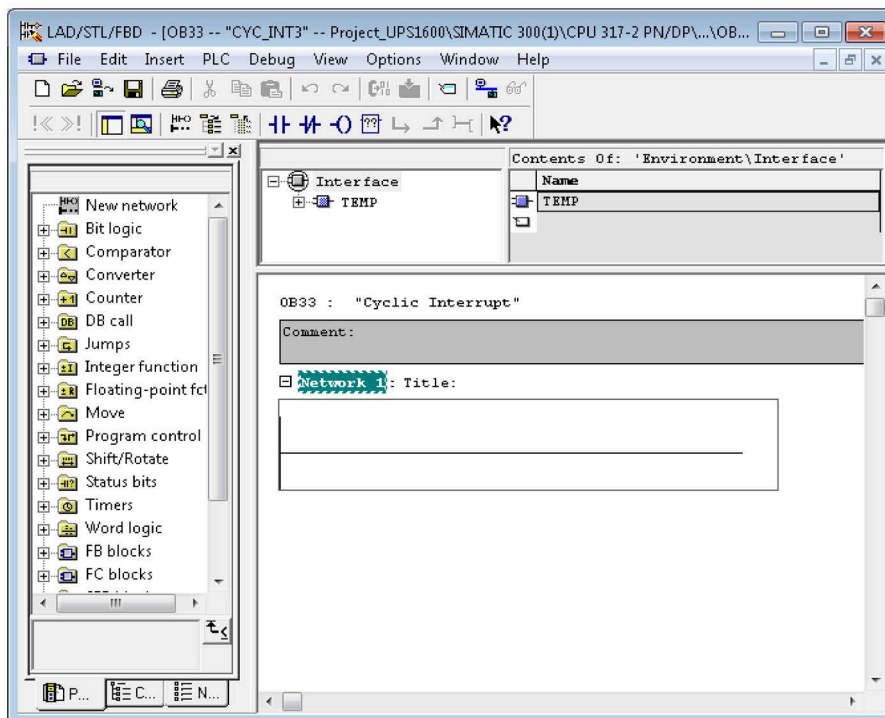 LAD/STL/FBD - [OB33 -- "CYC_INT3" -- Project_UPS1600\SIMATIC 300(1)\CPU 317-2 PN/DP\...\OB...
File Edit Insert PLC Debug View Options Window Help
Contents Of: 'Environment\Interface'
Interface
TEMP
Name
TEMP
New network
Bit logic
Comparator
Converter
Counter
DB call
Jumps
Integer function
Floating-point fct
Move
Program control
Shift/Rotate
Status bits
Timers
Word logic
FB blocks
FC blocks
P...
C...
N...
OB33 : "Cyclic Interrupt"
Comment:
Network 1: Title: